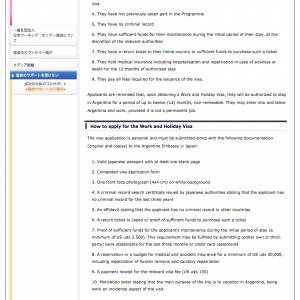 visa
4. They have not previously taken part in the Programme
5. They have no criminal record
6. They have sufficient funds for their maintenance during the initial period of their stay, at
the discretion of the relevant authorities
7. They have a return ticket to their home country or sufficient funds to purchase such a ticket
8. They hold medical insurance including hospitalization and repatriation in case of sickness or
death for the 12 months of authorized stay
9. They pay all fees required for the issuance of the visa.
Applicants are reminded that, upon obtaining a Work and Holiday Visa, they will be authorised to stay
in Argentina for a period of up to twelve (12) months, non-renewable. They may enter into and leave
Argentina and work, provided it is not a permanent job.
How to apply for the Work and Holiday Visa
The visa application is personal and must be submitted along with the following documentation
(original and copies) to the Argentine Embassy in Japan:
1. Valid Japanese passport with at least one blank page
2. Completed visa application form
3. One front face photograph (4x4 cm) on white background
4. A criminal record search certificate issued by Japanese authorities stating that the applicant has
no criminal record for the last three years
5. An affidavit stating that the applicant has no criminal record in other countries
6. A return ticket to Japan or proof of sufficient funds to purchase such a ticket
7. Proof of sufficient funds for the applicant's maintenance during the initial period of stay (a
minimum of US u$s 2.500). This requirement may be fulfilled by submitting (either own or third-
party) bank statements for the last three months or credit card statements
8. A reservation or a budget for medical and accident insurance for a minimum of U$s 30,000,
including repatriation of human remains and sanitary repatriation
9. A payment receipt for the relevant visa fee (US u$s 150)
10. Motivation letter stating that the main purpose of the trip is to vacation in Argentina, being
work an incidental aspect of the visit.
一般社団法人
日本ワーキング・ホリデー協会につい
て
協会のカウンセラー紹介
メディア掲載
協会のサポートを受けたい
成功のためのフルサポート